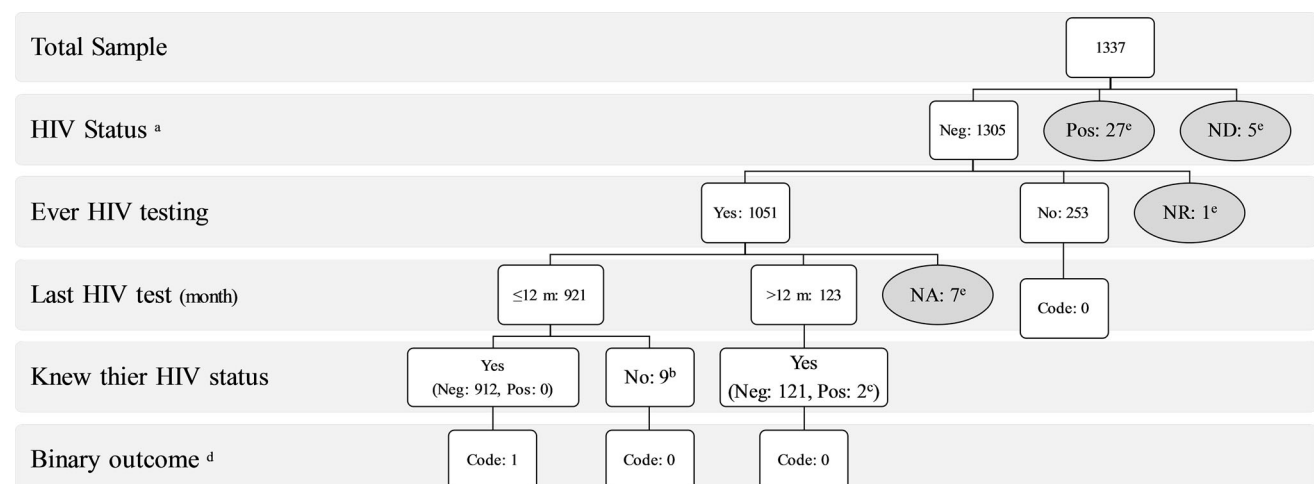 Total Sample
1337
HIV Status ᵃ
Neg: 1305
Pos: 27ᵉ
ND: 5ᵉ
Ever HIV testing
Yes: 1051
No: 253
NR: 1ᵉ
Last HIV test (month)
≤12 m: 921
>12 m: 123
NA: 7ᵉ
Code: 0
Knew thier HIV status
Yes
(Neg: 912, Pos: 0)
No: 9ᵇ
Yes
(Neg: 121, Pos: 2ᶜ)
Binary outcome ᵈ
Code: 1
Code: 0
Code: 0